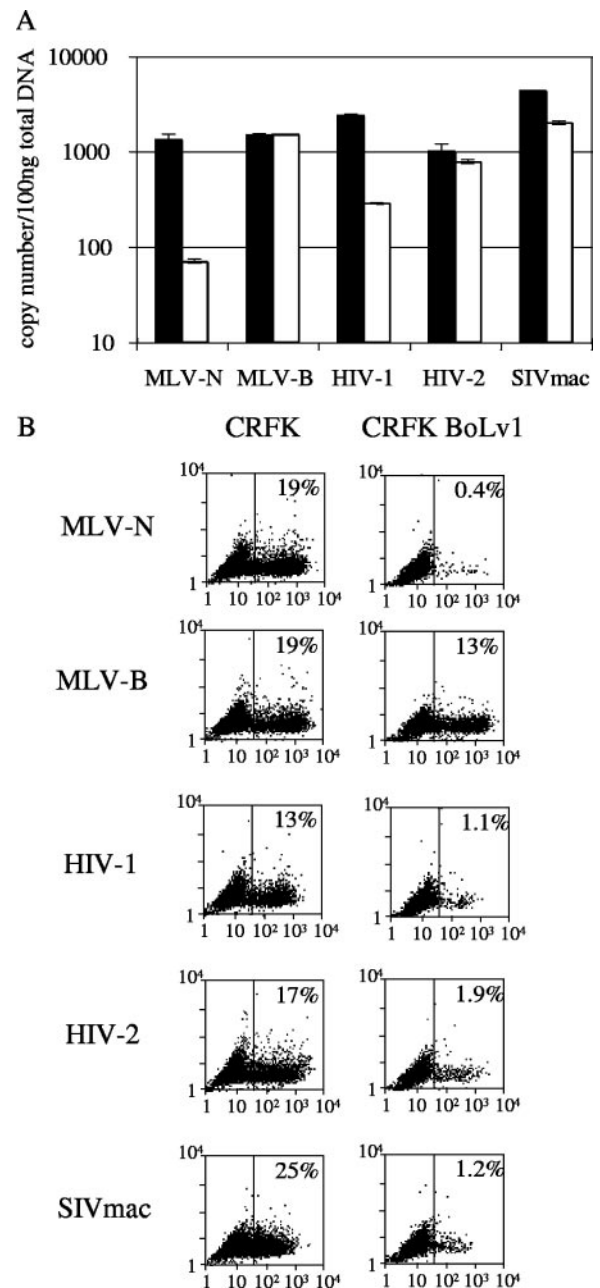 A
copy number/100ng total DNA
10000
1000
100
10
MLV-N MLV-B HIV-1 HIV-2 SIVmac
B CRFK CRFK BoLv1
MLV-N
10⁴ 19% 1 1 10 10² 10³ 10⁴
10⁴ 0.4% 1 1 10 10² 10³ 10⁴
MLV-B
10⁴ 19% 1 1 10 10² 10³ 10⁴
10⁴ 13% 1 1 10 10² 10³ 10⁴
HIV-1
10⁴ 13% 1 1 10 10² 10³ 10⁴
10⁴ 1.1% 1 1 10 10² 10³ 10⁴
HIV-2
10⁴ 17% 1 1 10 10² 10³ 10⁴
10⁴ 1.9% 1 1 10 10² 10³ 10⁴
SIVmac
10⁴ 25% 1 1 10 10² 10³ 10⁴
10⁴ 1.2% 1 1 10 10² 10³ 10⁴